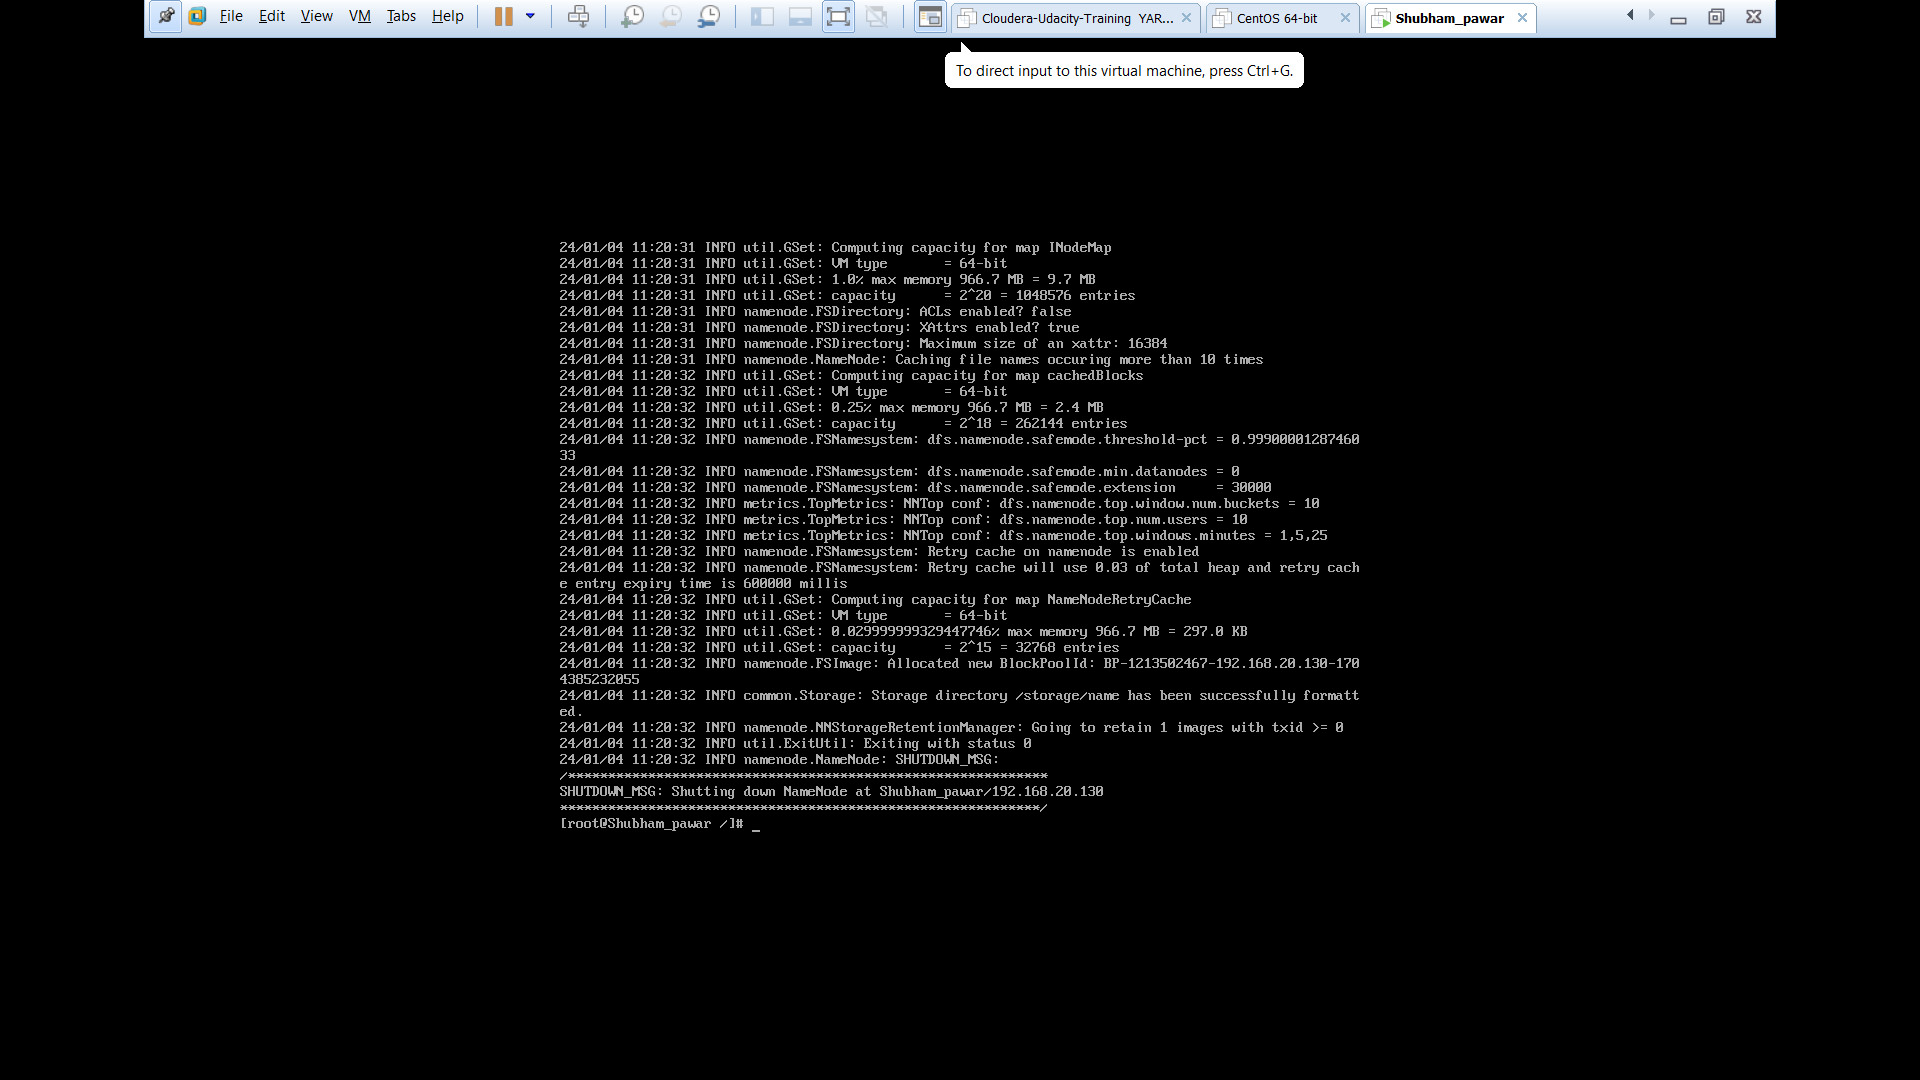 File Edit View VM Tabs Help Cloudera-Udacity-Training YAR... CentOS 64-bit Shubham_pawar
To direct input to this virtual machine, press Ctrl+G.
24/01/04 11:20:31 INFO util.GSet: Computing capacity for map INodeMap
24/01/04 11:20:31 INFO util.GSet: VM type       = 64-bit
24/01/04 11:20:31 INFO util.GSet: 1.0% max memory 966.7 MB = 9.7 MB
24/01/04 11:20:31 INFO util.GSet: capacity      = 2^20 = 1048576 entries
24/01/04 11:20:31 INFO namenode.FSDirectory: ACLs enabled? false
24/01/04 11:20:31 INFO namenode.FSDirectory: XAttrs enabled? true
24/01/04 11:20:31 INFO namenode.FSDirectory: Maximum size of an xattr: 16384
24/01/04 11:20:31 INFO namenode.NameNode: Caching file names occuring more than 10 times
24/01/04 11:20:32 INFO util.GSet: Computing capacity for map cachedBlocks
24/01/04 11:20:32 INFO util.GSet: VM type       = 64-bit
24/01/04 11:20:32 INFO util.GSet: 0.25% max memory 966.7 MB = 2.4 MB
24/01/04 11:20:32 INFO util.GSet: capacity      = 2^18 = 262144 entries
24/01/04 11:20:32 INFO namenode.FSNamesystem: dfs.namenode.safemode.threshold-pct = 0.99900001287460
33
24/01/04 11:20:32 INFO namenode.FSNamesystem: dfs.namenode.safemode.min.datanodes = 0
24/01/04 11:20:32 INFO namenode.FSNamesystem: dfs.namenode.safemode.extension     = 30000
24/01/04 11:20:32 INFO metrics.TopMetrics: NNTop conf: dfs.namenode.top.window.num.buckets = 10
24/01/04 11:20:32 INFO metrics.TopMetrics: NNTop conf: dfs.namenode.top.num.users = 10
24/01/04 11:20:32 INFO metrics.TopMetrics: NNTop conf: dfs.namenode.top.windows.minutes = 1,5,25
24/01/04 11:20:32 INFO namenode.FSNamesystem: Retry cache on namenode is enabled
24/01/04 11:20:32 INFO namenode.FSNamesystem: Retry cache will use 0.03 of total heap and retry cach
e entry expiry time is 600000 millis
24/01/04 11:20:32 INFO util.GSet: Computing capacity for map NameNodeRetryCache
24/01/04 11:20:32 INFO util.GSet: VM type       = 64-bit
24/01/04 11:20:32 INFO util.GSet: 0.029999999329447746% max memory 966.7 MB = 297.0 KB
24/01/04 11:20:32 INFO util.GSet: capacity      = 2^15 = 32768 entries
24/01/04 11:20:32 INFO namenode.FSImage: Allocated new BlockPoolId: BP-1213502467-192.168.20.130-170
4385232055
24/01/04 11:20:32 INFO common.Storage: Storage directory /storage/name has been successfully formatt
ed.
24/01/04 11:20:32 INFO namenode.NNStorageRetentionManager: Going to retain 1 images with txid >= 0
24/01/04 11:20:32 INFO util.ExitUtil: Exiting with status 0
24/01/04 11:20:32 INFO namenode.NameNode: SHUTDOWN_MSG:
/************************************************************
SHUTDOWN_MSG: Shutting down NameNode at Shubham_pawar/192.168.20.130
************************************************************/
[root@Shubham_pawar /]# _